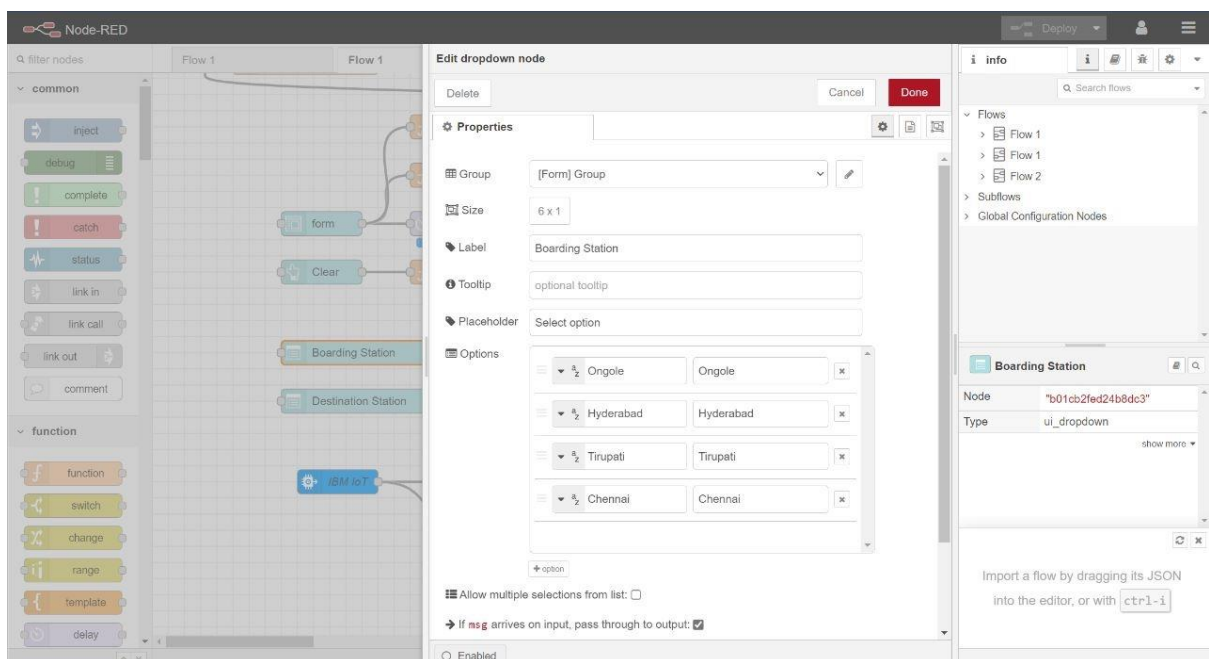 Node-RED
Deploy
filter nodes
Flow 1
Flow 1
Edit dropdown node
i info
i
common
Delete
Cancel
Done
Search flows
Properties
Flows
inject
Flow 1
debug
Group
[Form] Group
Flow 1
complete
Size
6 x 1
Flow 2
Subflows
catch
form
Label
Boarding Station
Global Configuration Nodes
status
Clear
Tooltip
optional tooltip
link in
link call
Placeholder
Select option
link out
Boarding Station
Options
a z Ongole
Ongole
Boarding Station
comment
Destination Station
a z Hyderabad
Hyderabad
Node
"b01cb2fed24b8dc3"
Type
ui_dropdown
function
show more
a z Tirupati
Tirupati
function
IBM IoT
switch
a z Chennai
Chennai
change
range
+ option
Import a flow by dragging its JSON
into the editor, or with ctrl-i
template
Allow multiple selections from list:
delay
If msg arrives on input, pass through to output:
Enabled